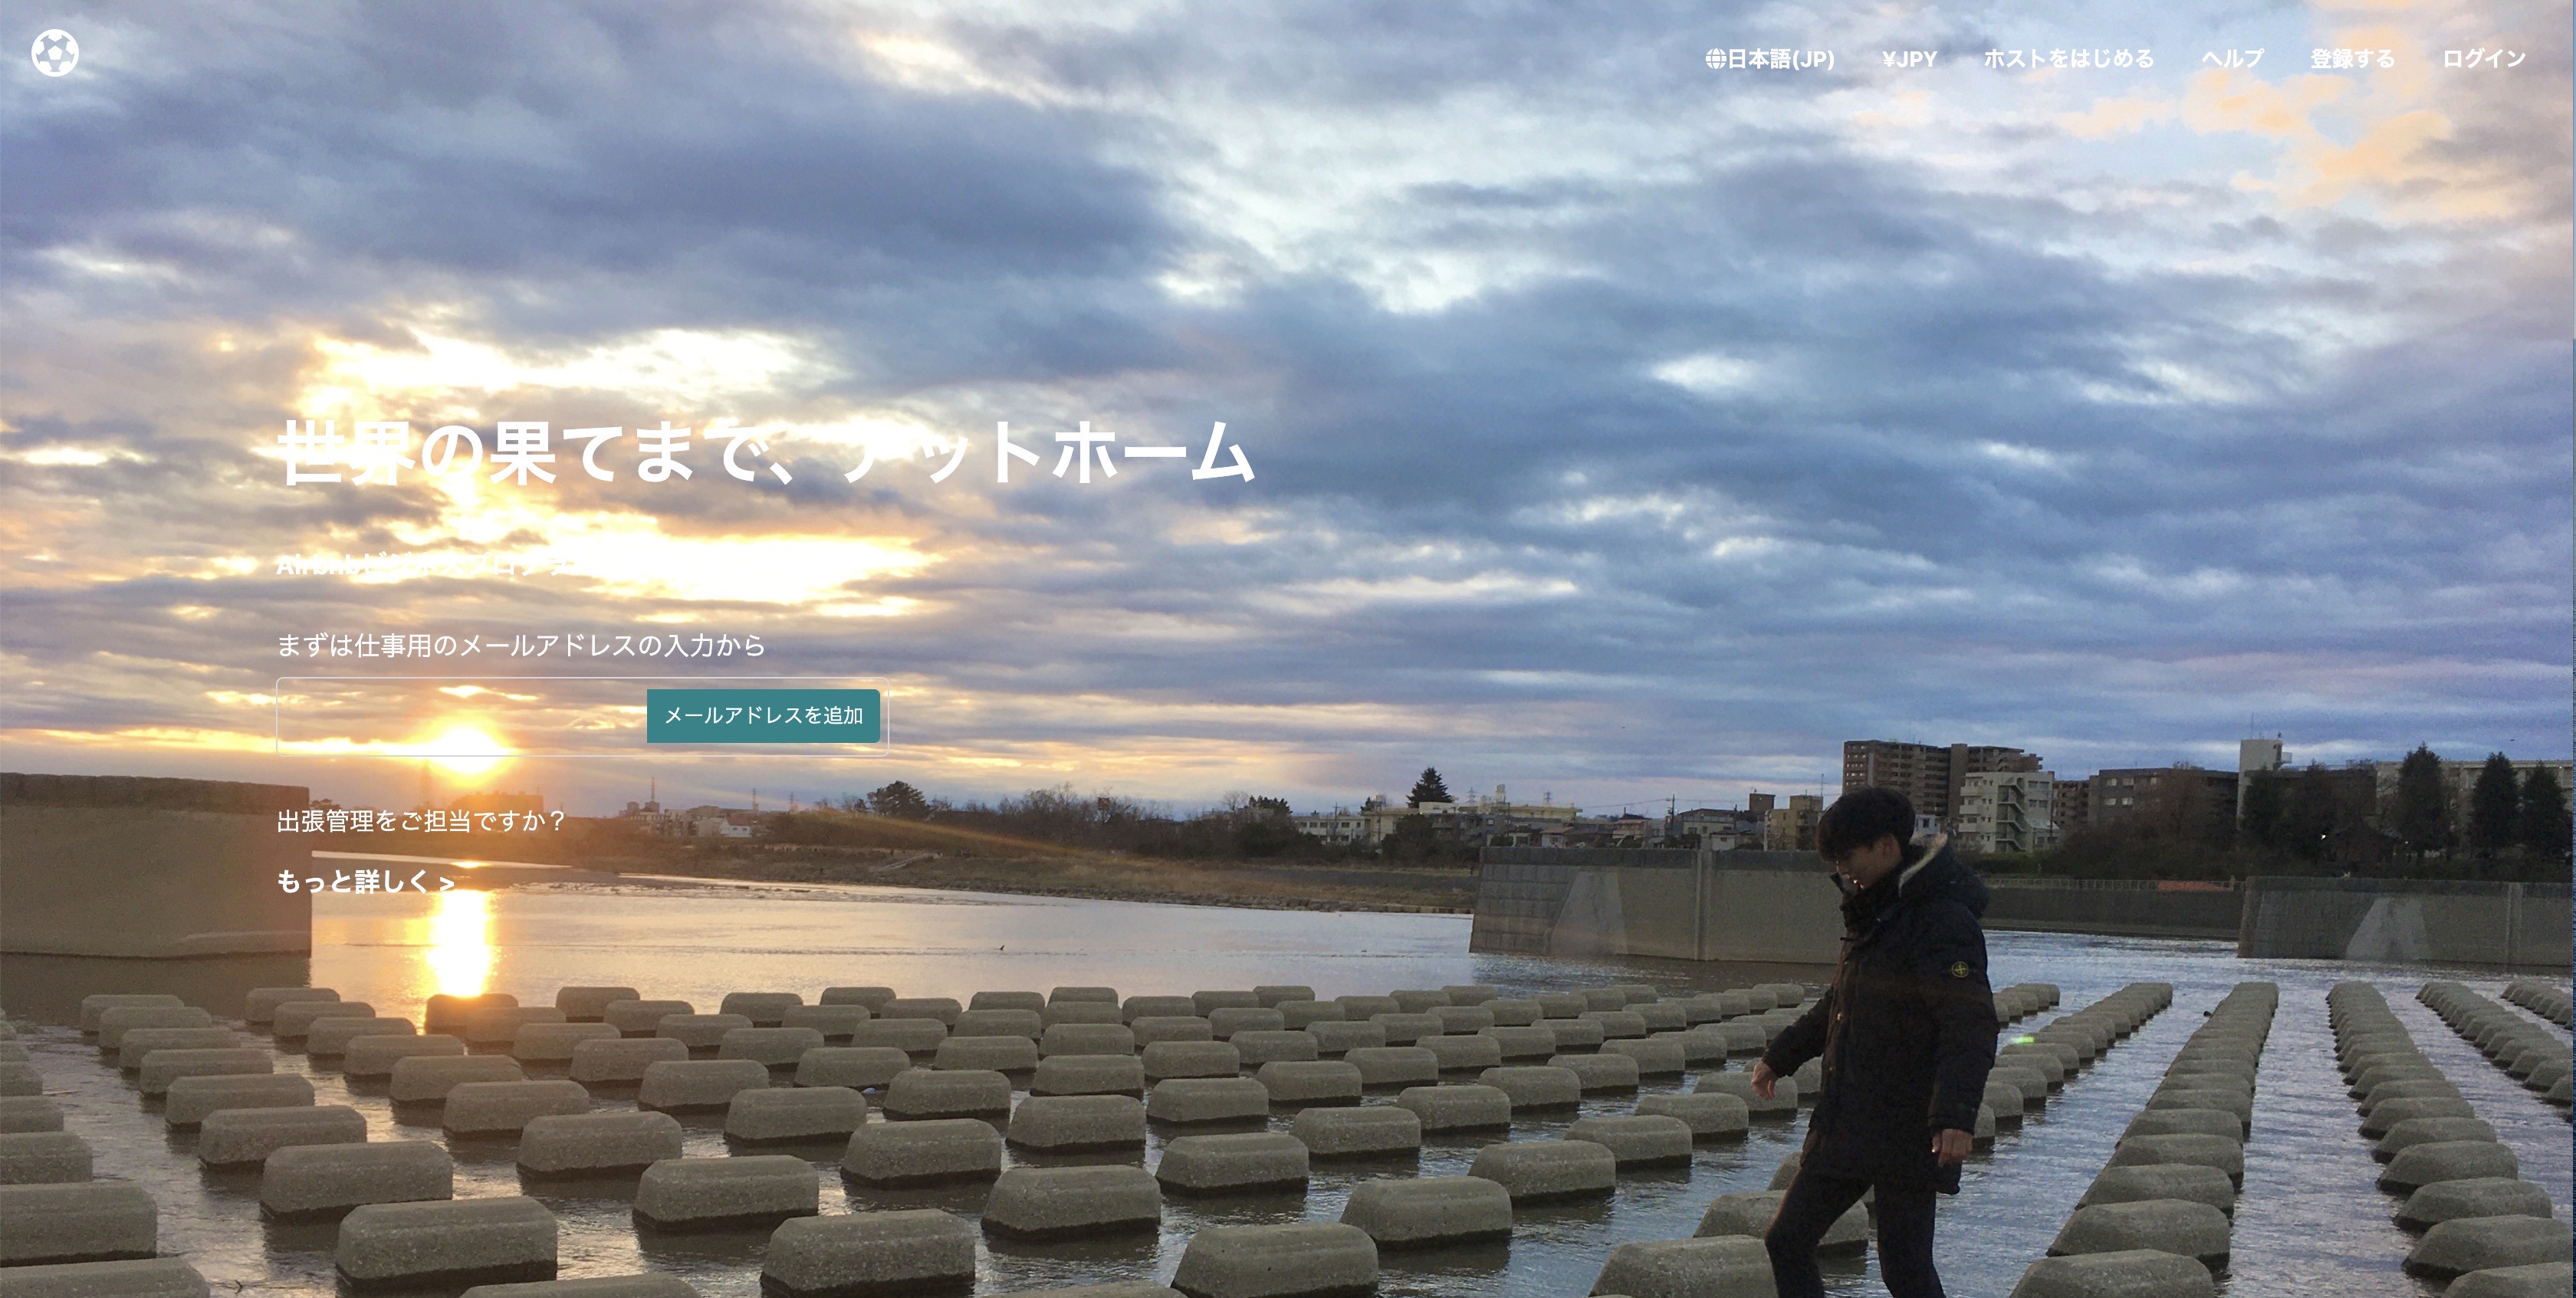 日本語(JP) ¥JPY ホストをはじめる ヘルプ 登録する ログイン
世界の果てまで、アットホーム
Airbnbビジネスプログラム
まずは仕事用のメールアドレスの入力から
メールアドレスを追加
出張管理をご担当ですか？
もっと詳しく >